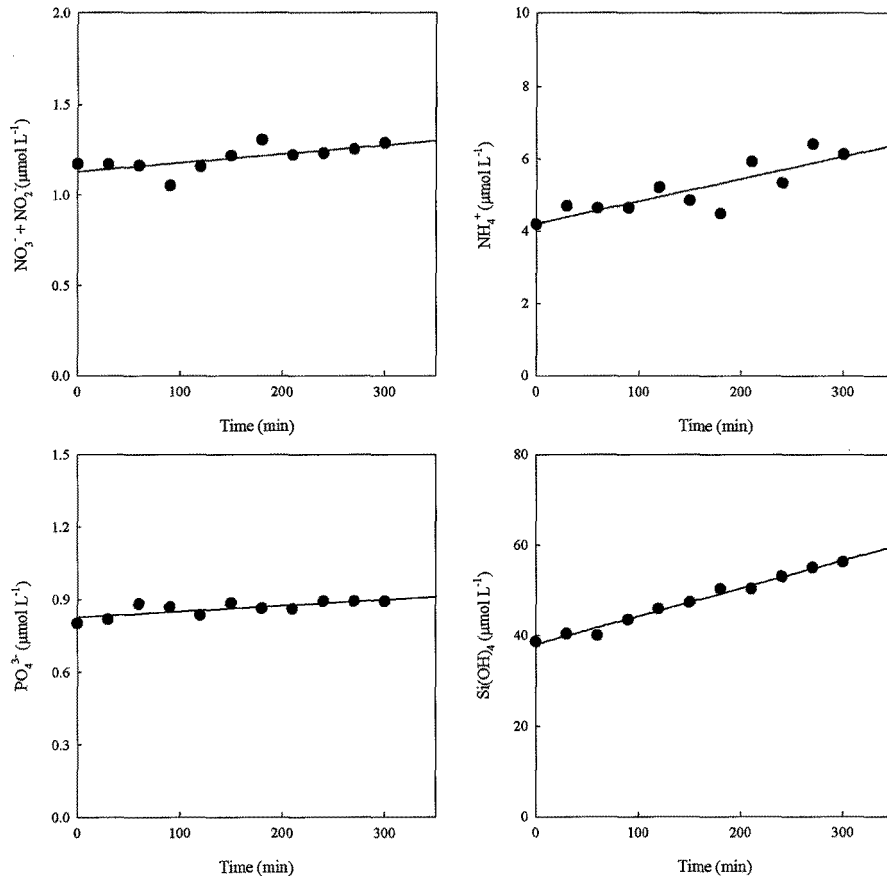 NO₃⁻ + NO₂⁻(μmol L⁻¹)
2.0
1.5
1.0
0.5
0.0
0 100 200 300
Time (min)
NH₄⁺ (μmol L⁻¹)
10
8
6
4
2
0
0 100 200 300
Time (min)
PO₄³⁻ (μmol L⁻¹)
1.5
1.2
0.9
0.6
0.3
0.0
0 100 200 300
Time (min)
Si(OH)₄ (μmol L⁻¹)
80
60
40
20
0
0 100 200 300
Time (min)